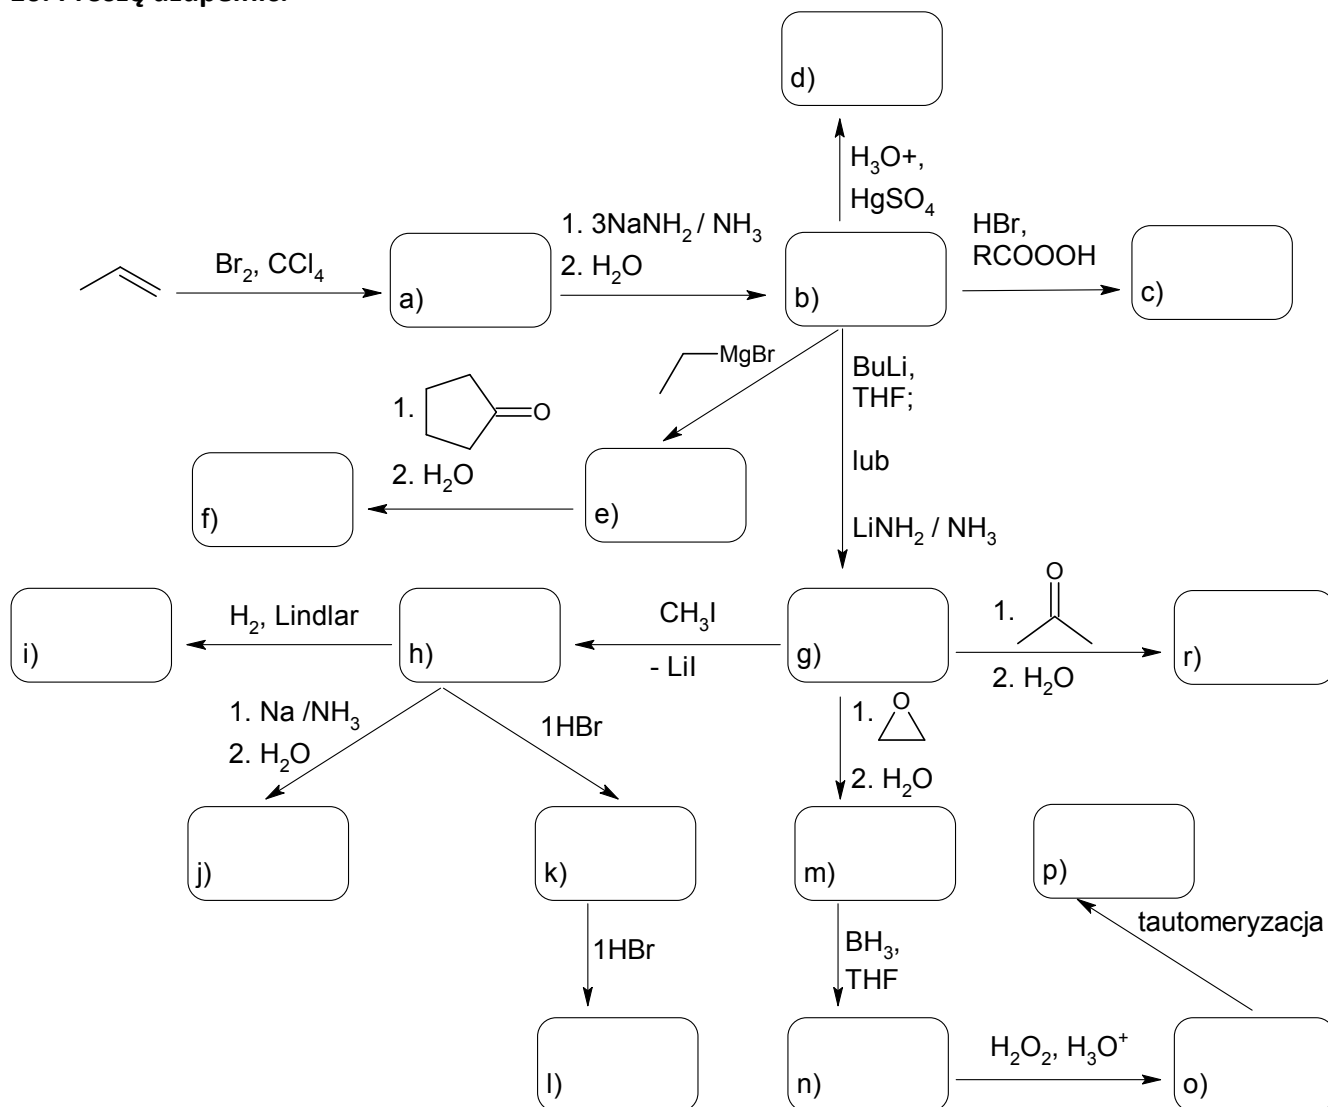 d)
H3O+,
HgSO4
1. 3NaNH2 / NH3
2. H2O
HBr,
RCOOOH
Br2, CCl4
a)
b)
c)
MgBr
BuLi,
THF;
1.
O
2. H2O
lub
f)
e)
LiNH2 / NH3
O
H2, Lindlar
CH3I
1.
i)
h)
- LiI
g)
2. H2O
r)
1. Na /NH3
2. H2O
1HBr
1.
O
2. H2O
j)
k)
m)
p)
tautomeryzacja
1HBr
BH3,
THF
H2O2, H3O+
l)
n)
o)